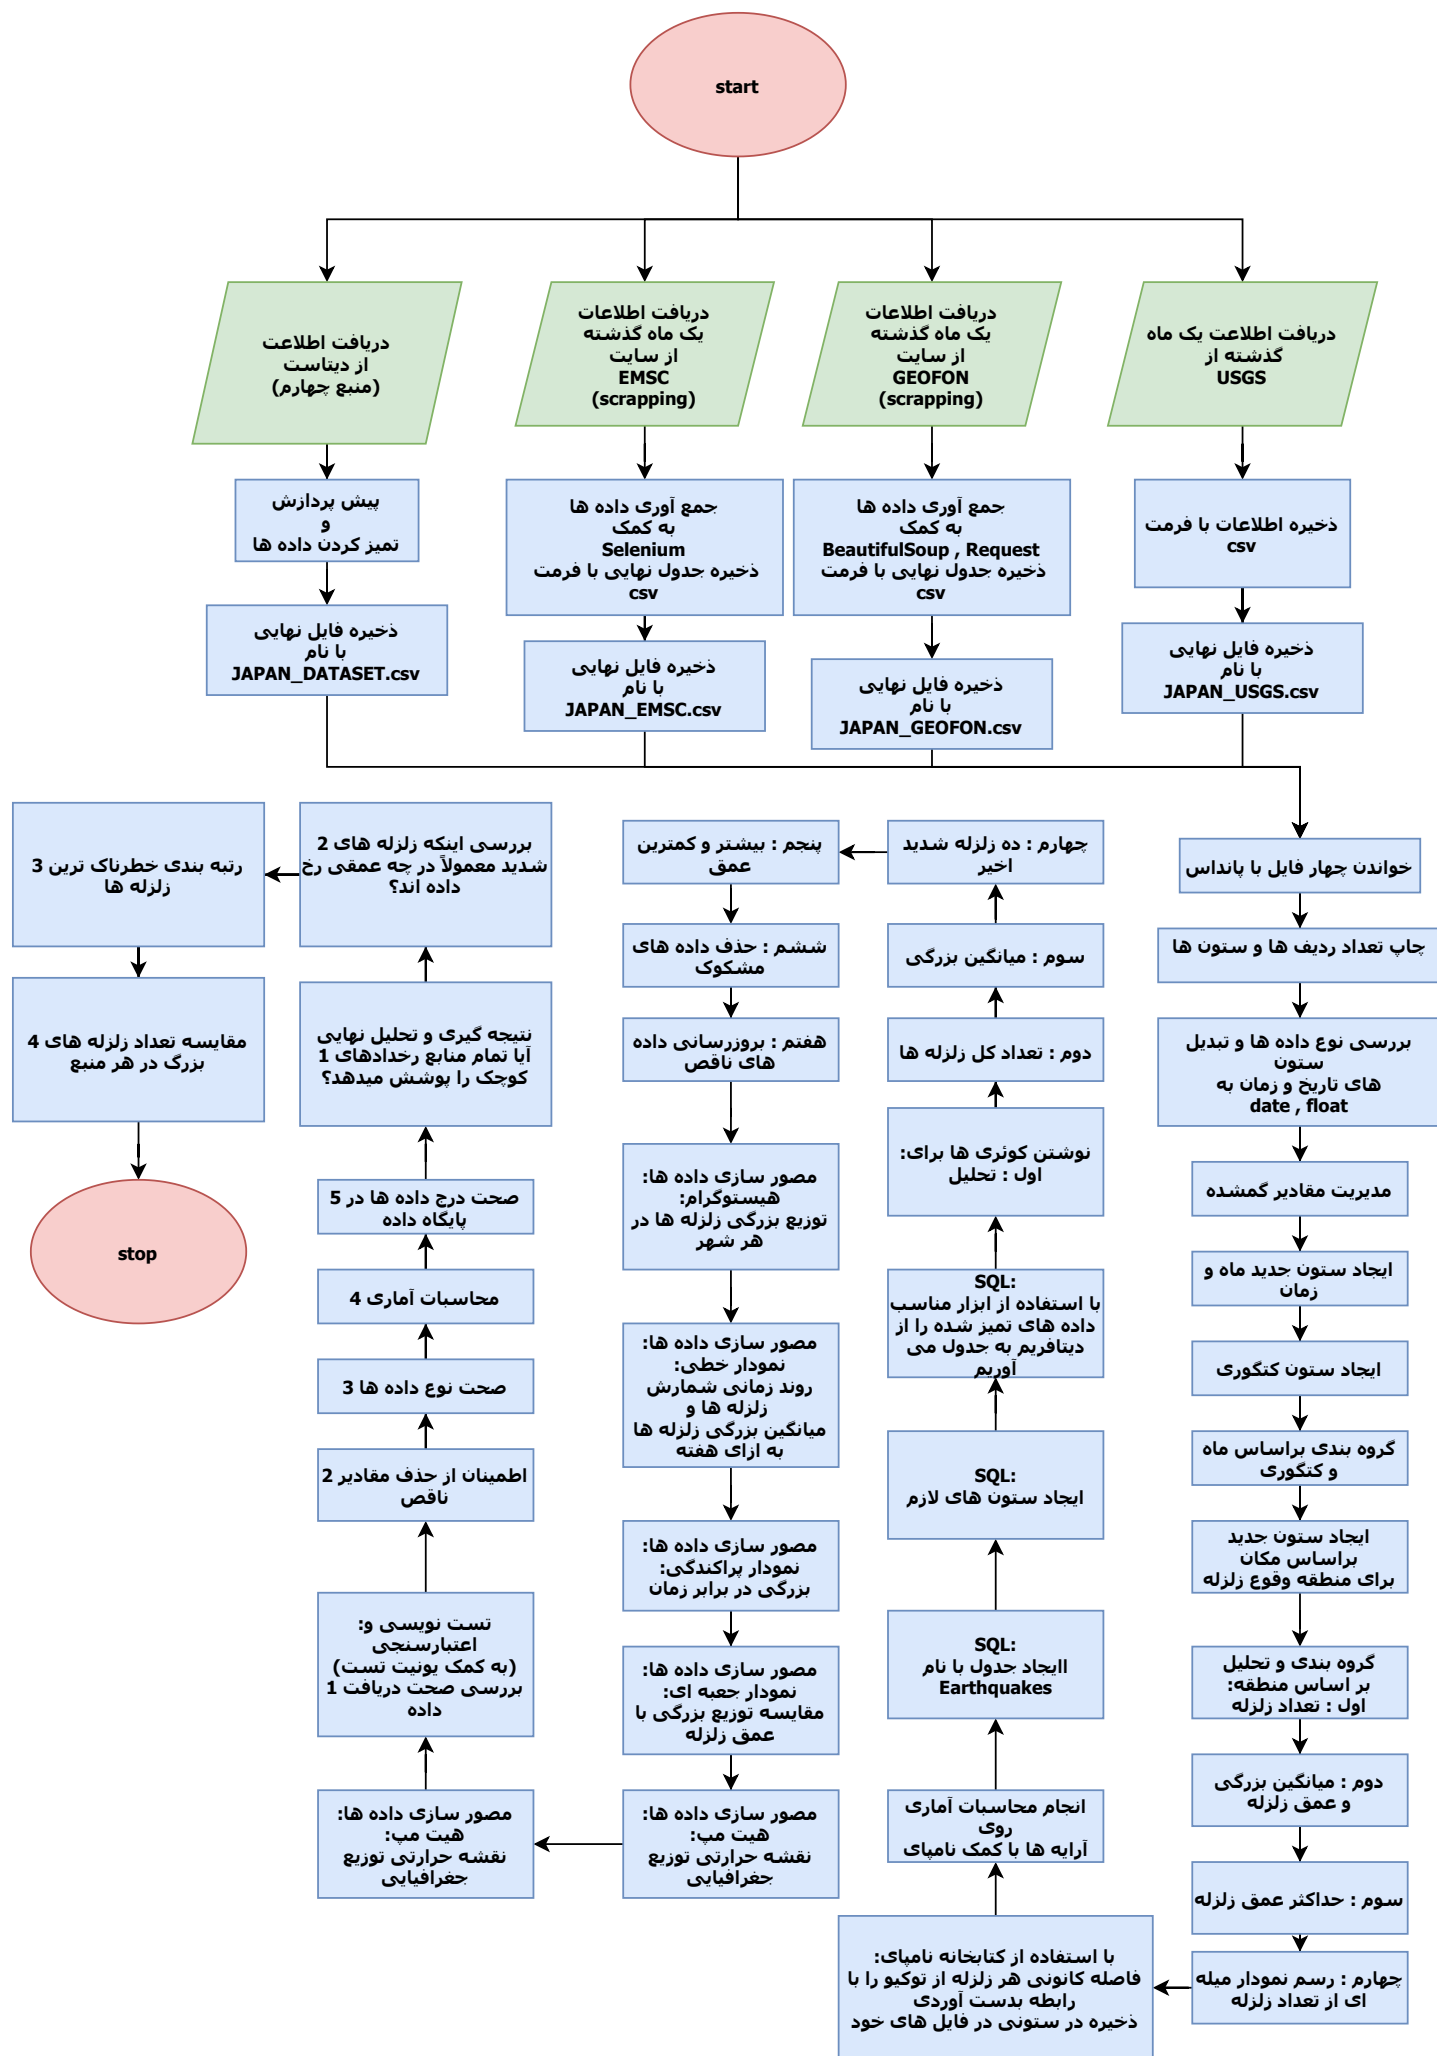 start
دریافت اطلاعت
از دیتاست
(منبع چهارم)
دریافت اطلاعات
یک ماه گذشته
از سایت
EMSC
(scrapping)
دریافت اطلاعات
یک ماه گذشته
از سایت
GEOFON
(scrapping)
دریافت اطلاعت یک ماه
گذشته از
USGS
پیش پردازش
و
تمیز کردن داده ها
جمع آوری داده ها
به کمک
Selenium
ذخیره جدول نهایی با فرمت
csv
جمع آوری داده ها
به کمک
BeautifulSoup , Request
ذخیره جدول نهایی با فرمت
csv
ذخیره اطلاعات با فرمت
csv
ذخیره فایل نهایی
با نام
JAPAN_DATASET.csv
ذخیره فایل نهایی
با نام
JAPAN_EMSC.csv
ذخیره فایل نهایی
با نام
JAPAN_GEOFON.csv
ذخیره فایل نهایی
با نام
JAPAN_USGS.csv
خواندن چهار فایل با پانداس
چاپ تعداد ردیف ها و ستون ها
بررسی نوع داده ها و تبدیل
ستون
های تاریخ و زمان به
date , float
مدیریت مقادیر گمشده
ایجاد ستون جدید ماه و
زمان
ایجاد ستون کتگوری
گروه بندی براساس ماه
و کتگوری
ایجاد ستون جدید
براساس مکان
برای منطقه وقوع زلزله
گروه بندی و تحلیل
بر اساس منطقه:
اول : تعداد زلزله
دوم : میانگین بزرگی
و عمق زلزله
سوم : حداکثر عمق زلزله
چهارم : رسم نمودار میله
ای از تعداد زلزله
با استفاده از کتابخانه نامپای:
فاصله کانونی هر زلزله از توکیو را با
رابطه بدست آوردی
ذخیره در ستونی در فایل های خود
انجام محاسبات آماری
روی
آرایه ها با کمک نامپای
SQL:
اایجاد جدول با نام
Earthquakes
SQL:
ایجاد ستون های لازم
SQL:
با استفاده از ابزار مناسب
داده های تمیز شده را از
دیتافریم به جدول می
آوریم
نوشتن کوئری ها برای:
اول : تحلیل
دوم : تعداد کل زلزله ها
سوم : میانگین بزرگی
چهارم : ده زلزله شدید
اخیر
پنجم : بیشتر و کمترین
عمق
ششم : حذف داده های
مشکوک
هفتم : بروزرسانی داده
های ناقص
مصور سازی داده ها:
هیستوگرام:
توزیع بزرگی زلزله ها در
هر شهر
مصور سازی داده ها:
نمودار خطی:
روند زمانی شمارش
زلزله ها و
میانگین بزرگی زلزله ها
به ازای هفته
مصور سازی داده ها:
نمودار پراکندگی:
بزرگی در برابر زمان
مصور سازی داده ها:
نمودار جعبه ای:
مقایسه توزیع بزرگی با
عمق زلزله
مصور سازی داده ها:
هیت مپ:
نقشه حرارتی توزیع
جغرافیایی
مصور سازی داده ها:
هیت مپ:
نقشه حرارتی توزیع
جغرافیایی
تست نویسی و:
اعتبارسنجی
(به کمک یونیت تست)
بررسی صحت دریافت 1
داده
اطمینان از حذف مقادیر 2
ناقص
صحت نوع داده ها 3
محاسبات آماری 4
صحت درج داده ها در 5
پایگاه داده
نتیجه گیری و تحلیل نهایی
آیا تمام منابع رخدادهای 1
کوچک را پوشش میدهد؟
بررسی اینکه زلزله های 2
شدید معمولاً در چه عمقی رخ
داده اند؟
رتبه بندی خطرناک ترین 3
زلزله ها
مقایسه تعداد زلزله های 4
بزرگ در هر منبع
stop